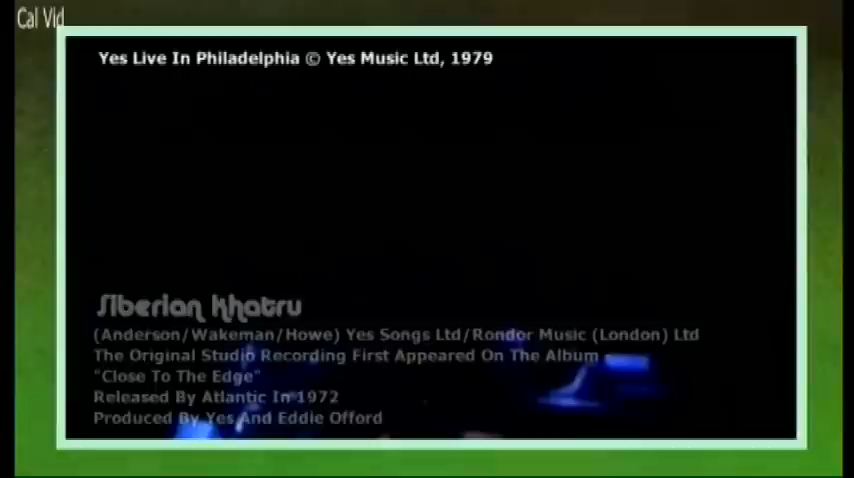 Cal Vid
Yes Live In Philadelphia © Yes Music Ltd, 1979
Siberian Khatru
(Anderson/Wakeman/Howe) Yes Songs Ltd/Rondor Music (London) Ltd
The Original Studio Recording First Appeared On The Album
"Close To The Edge"
Released By Atlantic In 1972
Produced By Yes And Eddie Offord